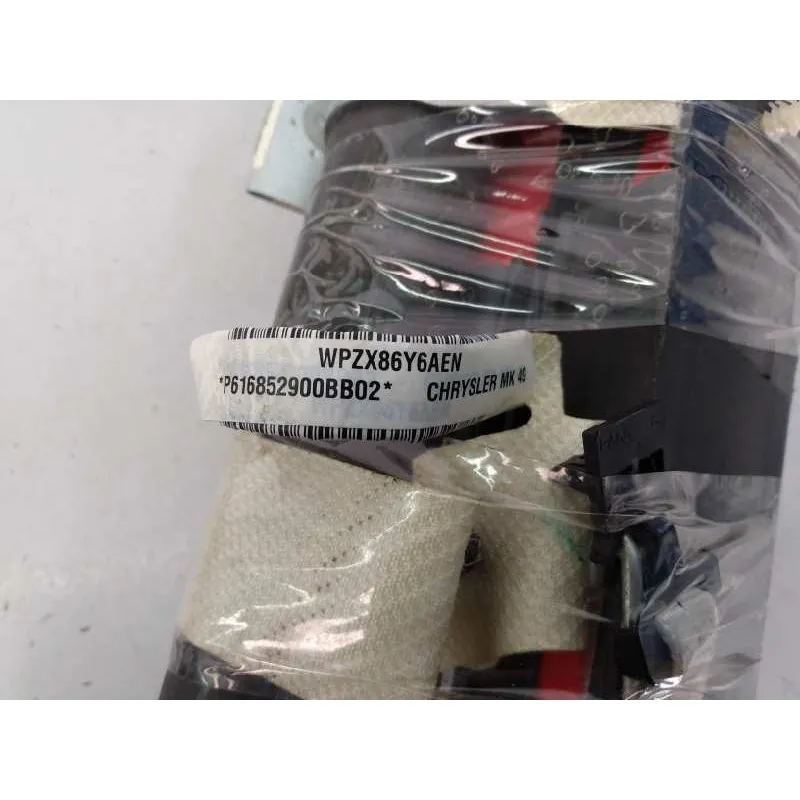 WPZX86Y6AEN
*P616852900BB02* CHRYSLER MK 49